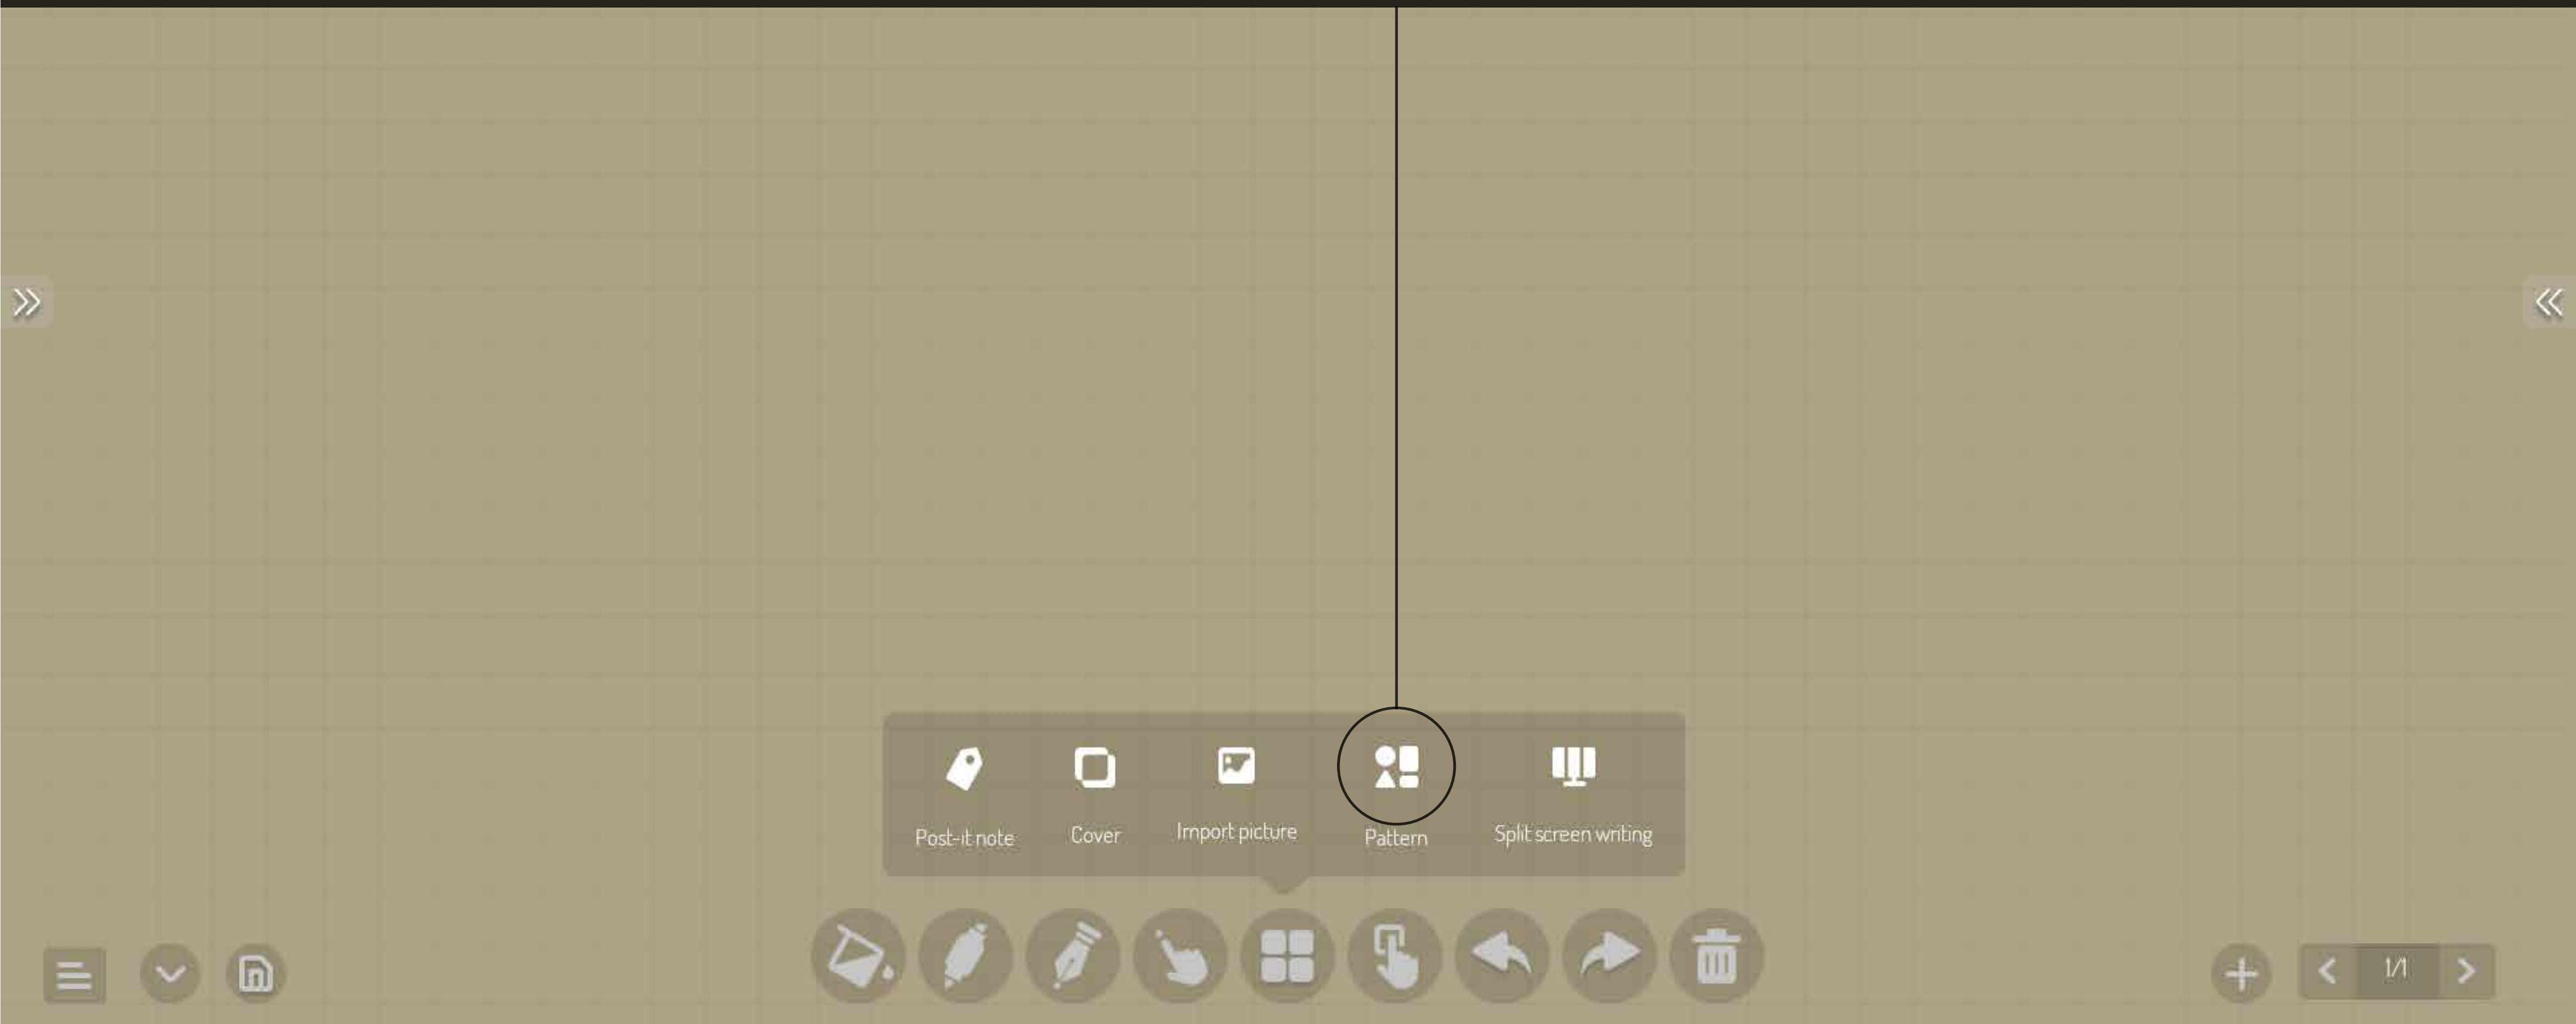 Post-it note
Cover
Import picture
Pattern
Split screen writing
1/1